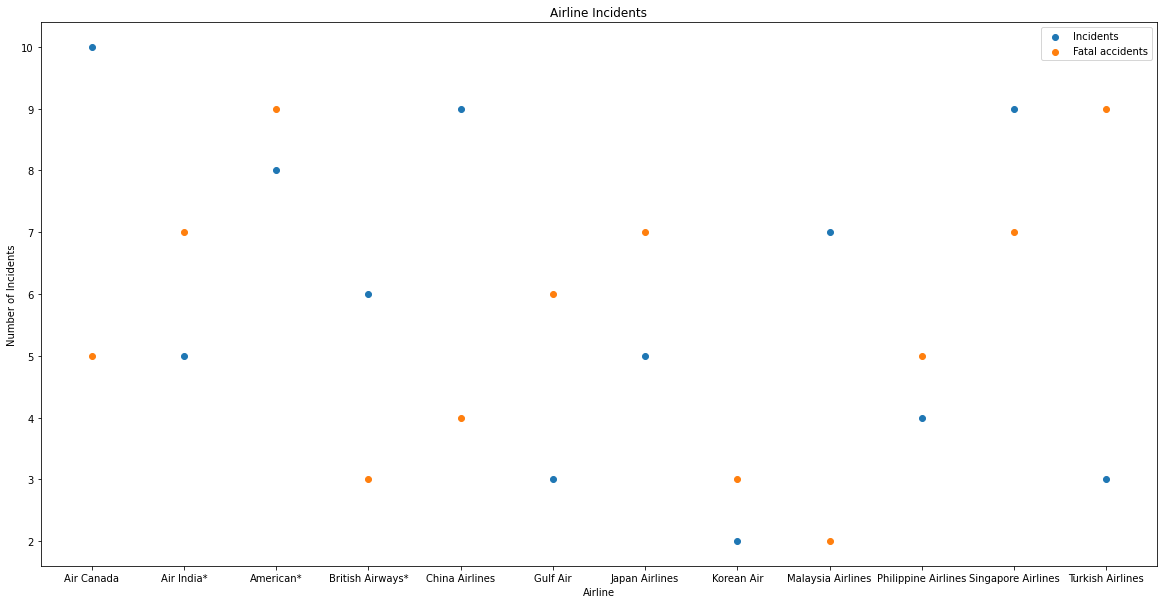 Airline Incidents
Incidents
Fatal accidents
Number of Incidents
10
9
8
7
6
5
4
3
2
Air Canada Air India* American* British Airways* China Airlines Gulf Air Japan Airlines Korean Air Malaysia Airlines Philippine Airlines Singapore Airlines Turkish Airlines
Airline